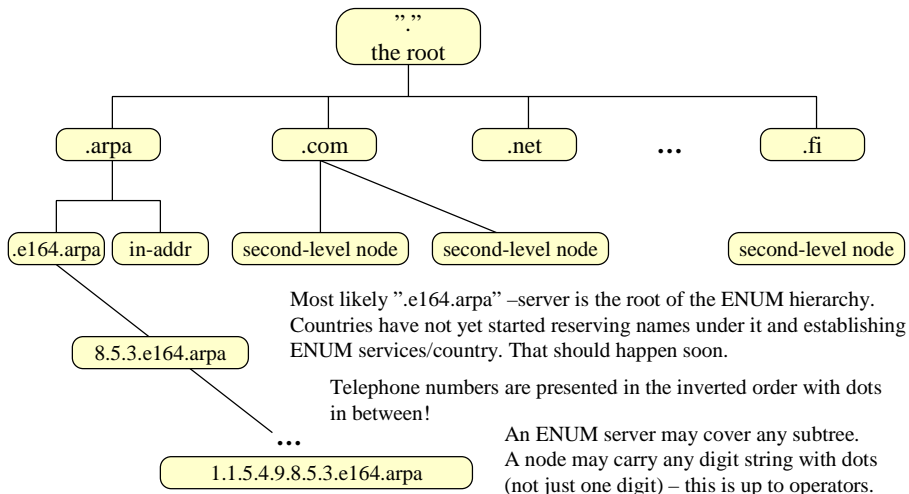 ”.”
the root
.arpa
.com
.net
...
.fi
.e164.arpa
in-addr
second-level node
second-level node
second-level node
Most likely ”.e164.arpa” –server is the root of the ENUM hierarchy.
Countries have not yet started reserving names under it and establishing
ENUM services/country. That should happen soon.
8.5.3.e164.arpa
Telephone numbers are presented in the inverted order with dots
in between!
...
An ENUM server may cover any subtree.
A node may carry any digit string with dots
(not just one digit) – this is up to operators.
1.1.5.4.9.8.5.3.e164.arpa